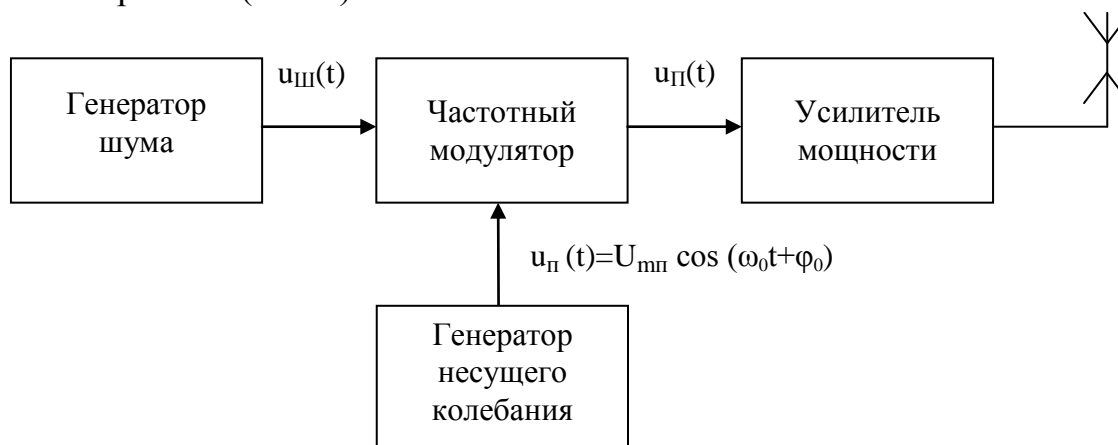 uШ(t)
uП(t)
Генератор
шума
Частотный
модулятор
Усилитель
мощности
uп (t)=Umп cos (ω0t+φ0)
Генератор
несущего
колебания